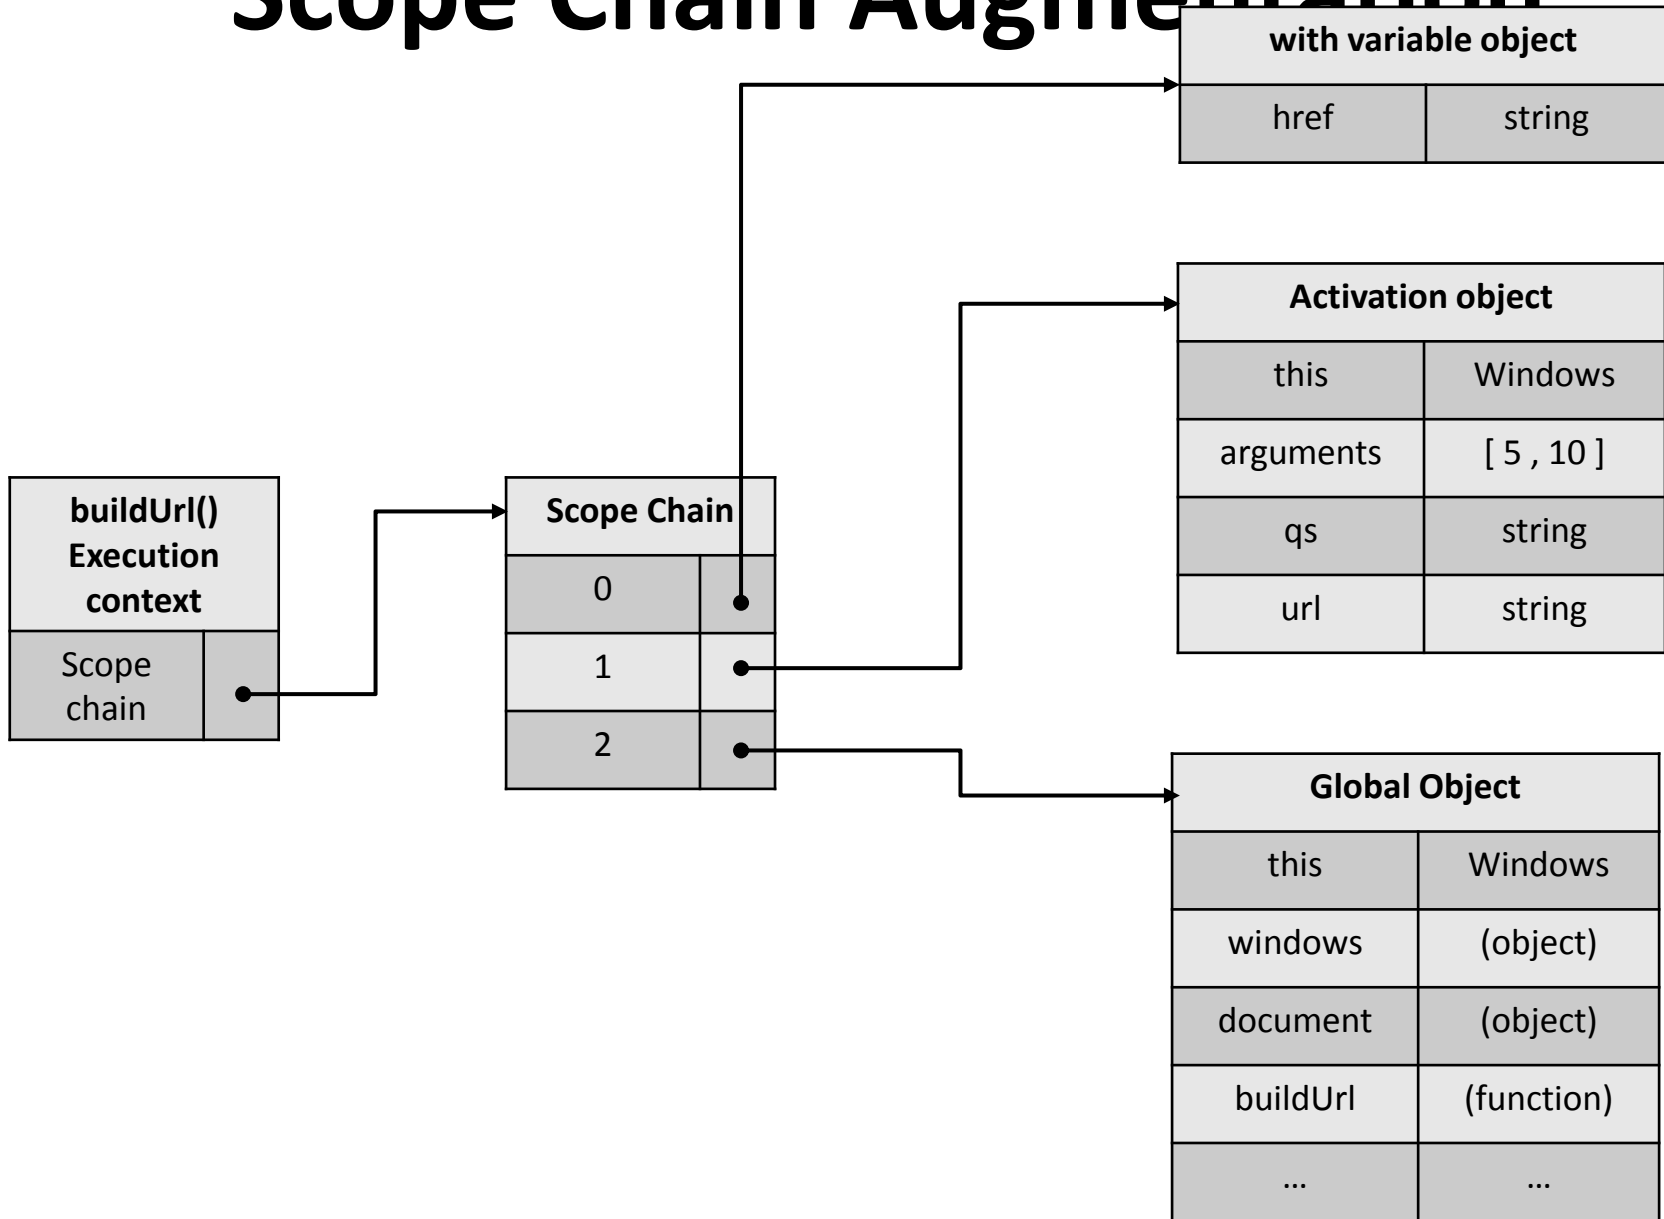 Scope Chain Augmentation
with variable object
href string
Activation object
this Windows
arguments [ 5 , 10 ]
qs string
url string
buildUrl()
Execution
context
Scope
chain
Scope Chain
0
1
2
Global Object
this Windows
windows (object)
document (object)
buildUrl (function)
... ...